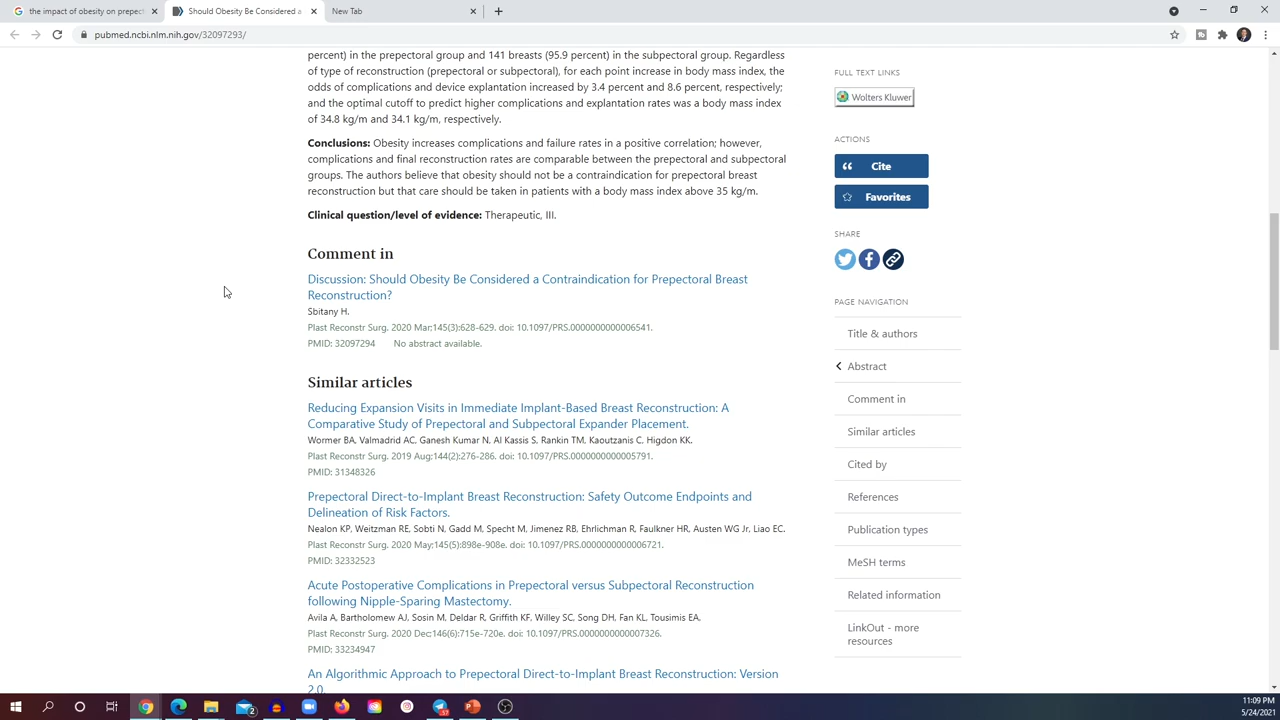 the impact of obesity on prepect
Should Obesity Be Considered a
New Tab
pubmed.ncbi.nlm.nih.gov/32097293/
percent) in the prepectoral group and 141 breasts (95.9 percent) in the subpectoral group. Regardless
of type of reconstruction (prepectoral or subpectoral), for each point increase in body mass index, the
odds of complications and device explantation increased by 3.4 percent and 8.6 percent, respectively;
and the optimal cutoff to predict higher complications and explantation rates was a body mass index
of 34.8 kg/m and 34.1 kg/m, respectively.
Conclusions: Obesity increases complications and failure rates in a positive correlation; however,
complications and final reconstruction rates are comparable between the prepectoral and subpectoral
groups. The authors believe that obesity should not be a contraindication for prepectoral breast
reconstruction but that care should be taken in patients with a body mass index above 35 kg/m.
Clinical question/level of evidence: Therapeutic, III.
Comment in
Discussion: Should Obesity Be Considered a Contraindication for Prepectoral Breast
Reconstruction?
Sbitany H.
Plast Reconstr Surg. 2020 Mar;145(3):628-629. doi: 10.1097/PRS.0000000000006541.
PMID: 32097294 No abstract available.
Similar articles
Reducing Expansion Visits in Immediate Implant-Based Breast Reconstruction: A
Comparative Study of Prepectoral and Subpectoral Expander Placement.
Wormer BA, Valmadrid AC, Ganesh Kumar N, Al Kassis S, Rankin TM, Kaoutzanis C, Higdon KK.
Plast Reconstr Surg. 2019 Aug;144(2):276-286. doi: 10.1097/PRS.0000000000005791.
PMID: 31348326
Prepectoral Direct-to-Implant Breast Reconstruction: Safety Outcome Endpoints and
Delineation of Risk Factors.
Nealon KP, Weitzman RE, Sobti N, Gadd M, Specht M, Jimenez RB, Ehrlichman R, Faulkner HR, Austen WG Jr, Liao EC.
Plast Reconstr Surg. 2020 May;145(5):898e-908e. doi: 10.1097/PRS.0000000000006721.
PMID: 32332523
Acute Postoperative Complications in Prepectoral versus Subpectoral Reconstruction
following Nipple-Sparing Mastectomy.
Avila A, Bartholomew AJ, Sosin M, Deldar R, Griffith KF, Willey SC, Song DH, Fan KL, Tousimis EA.
Plast Reconstr Surg. 2020 Dec;146(6):715e-720e. doi: 10.1097/PRS.0000000000007326.
PMID: 33234947
An Algorithmic Approach to Prepectoral Direct-to-Implant Breast Reconstruction: Version
2.0.
FULL TEXT LINKS
Wolters Kluwer
ACTIONS
Cite
Favorites
SHARE
PAGE NAVIGATION
Title & authors
Abstract
Comment in
Similar articles
Cited by
References
Publication types
MeSH terms
Related information
LinkOut - more
resources
11:09 PM
5/24/2021